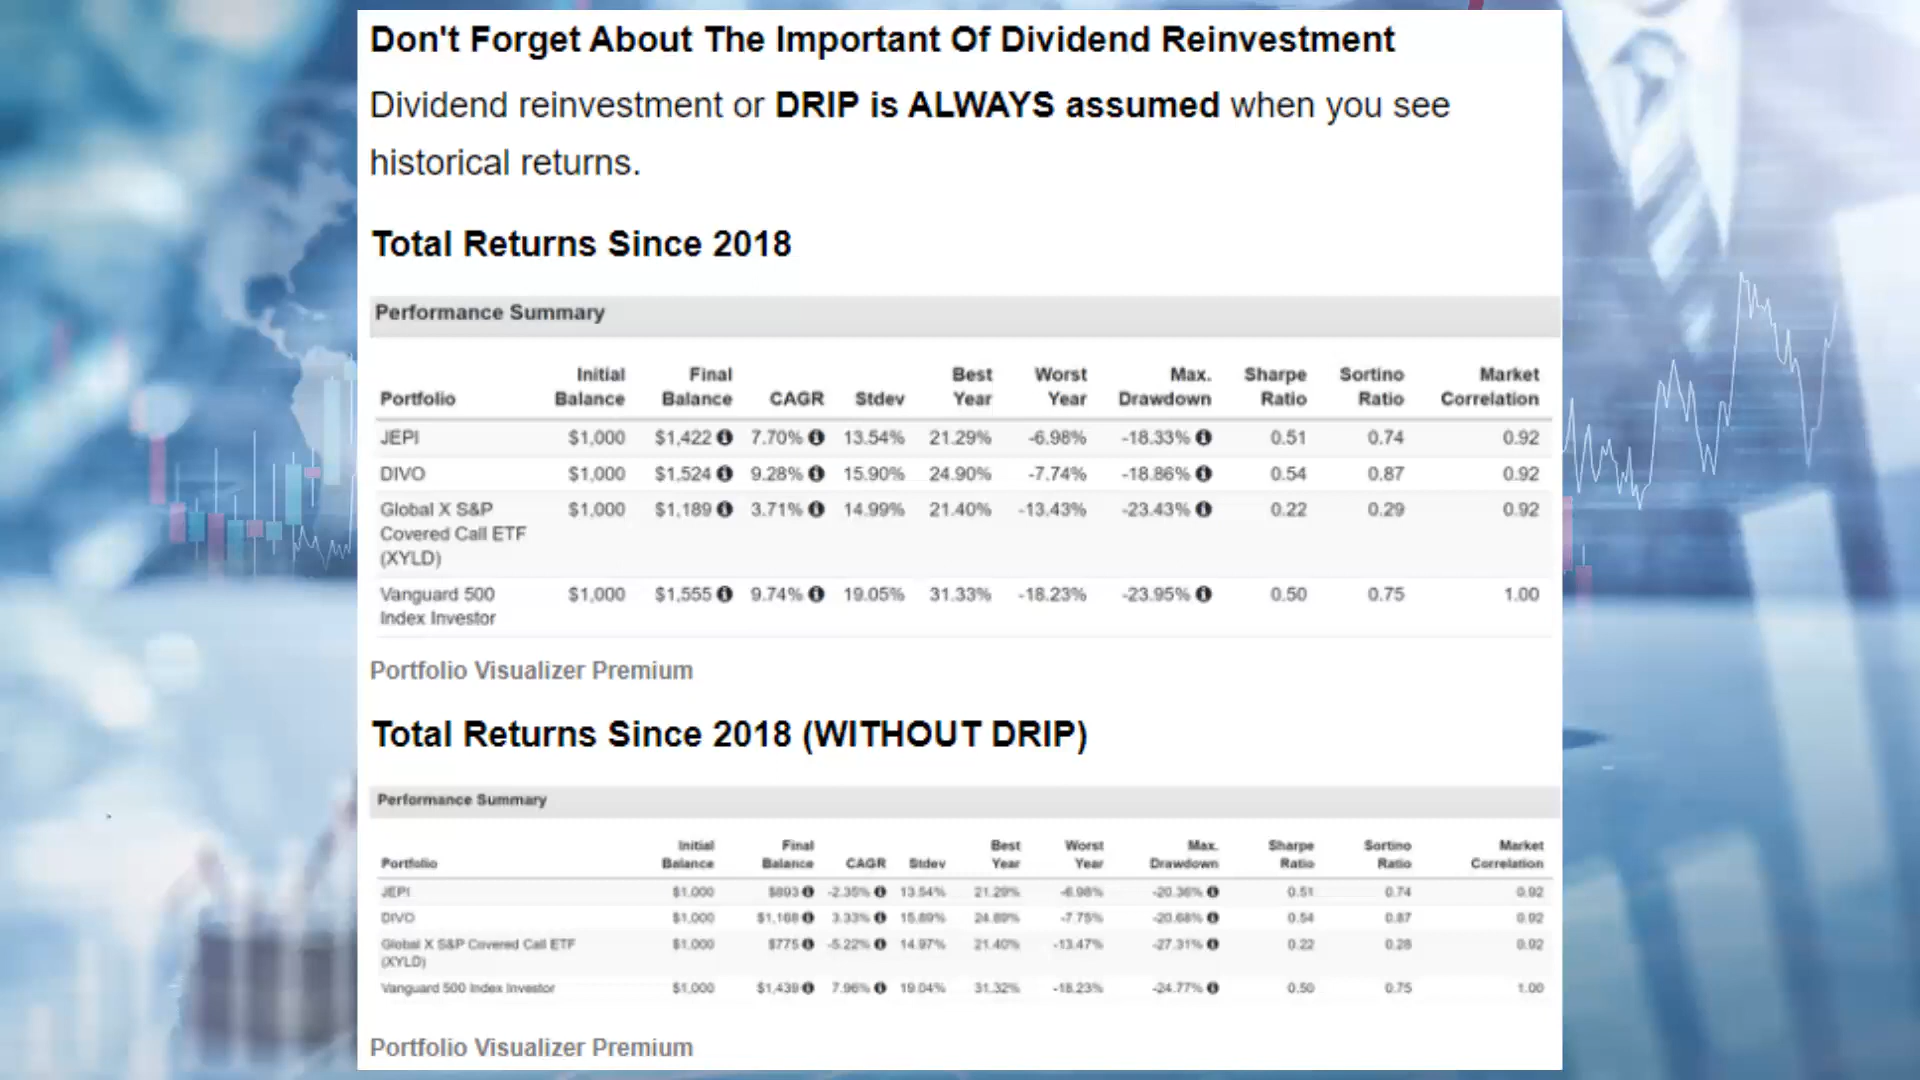 Don't Forget About The Important Of Dividend Reinvestment
Dividend reinvestment or DRIP is ALWAYS assumed when you see
historical returns.
Total Returns Since 2018
Performance Summary
Portfolio Initial Balance Final Balance CAGR Stdev Best Year Worst Year Max. Drawdown Sharpe Ratio Sortino Ratio Market Correlation
JEPI $1,000 $1,422 7.70% 13.54% 21.29% -6.98% -18.33% 0.51 0.74 0.92
DIVO $1,000 $1,524 9.28% 15.90% 24.90% -7.74% -18.86% 0.54 0.87 0.92
Global X S&P $1,000 $1,189 3.71% 14.99% 21.40% -13.43% -23.43% 0.22 0.29 0.92
Covered Call ETF
(XYLD)
Vanguard 500 $1,000 $1,555 9.74% 19.05% 31.33% -18.23% -23.95% 0.50 0.75 1.00
Index Investor
Portfolio Visualizer Premium
Total Returns Since 2018 (WITHOUT DRIP)
Performance Summary
Portfolio Initial Balance Final Balance CAGR Stdev Best Year Worst Year Max. Drawdown Sharpe Ratio Sortino Ratio Market Correlation
JEPI $1,000 $893 -2.35% 13.54% 21.29% -6.98% -20.36% 0.51 0.74 0.92
DIVO $1,000 $1,168 3.33% 15.89% 24.89% -7.75% -20.68% 0.54 0.87 0.92
Global X S&P Covered Call ETF $1,000 $775 -5.22% 14.97% 21.40% -13.47% -27.31% 0.22 0.28 0.92
(XYLD)
Vanguard 500 Index Investor $1,000 $1,439 7.96% 19.04% 31.32% -18.23% -24.77% 0.50 0.75 1.00
Portfolio Visualizer Premium